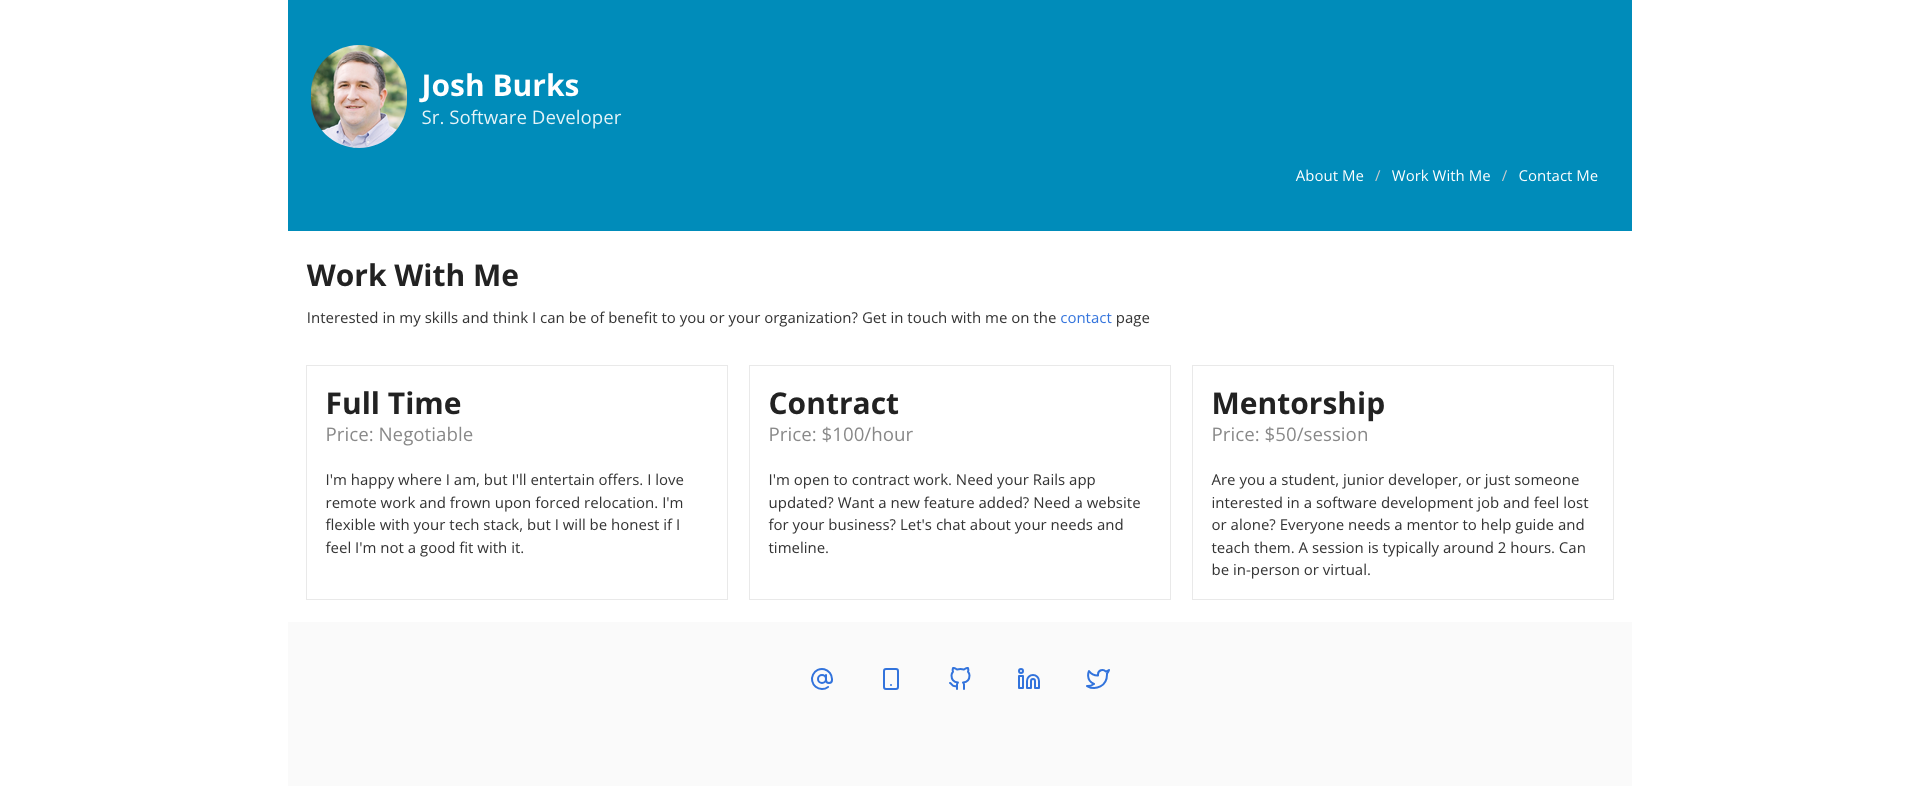 Josh Burks
Sr. Software Developer
About Me / Work With Me / Contact Me
Work With Me
Interested in my skills and think I can be of benefit to you or your organization? Get in touch with me on the contact page
Full Time
Price: Negotiable
I'm happy where I am, but I'll entertain offers. I love
remote work and frown upon forced relocation. I'm
flexible with your tech stack, but I will be honest if I
feel I'm not a good fit with it.
Contract
Price: $100/hour
I'm open to contract work. Need your Rails app
updated? Want a new feature added? Need a website
for your business? Let's chat about your needs and
timeline.
Mentorship
Price: $50/session
Are you a student, junior developer, or just someone
interested in a software development job and feel lost
or alone? Everyone needs a mentor to help guide and
teach them. A session is typically around 2 hours. Can
be in-person or virtual.